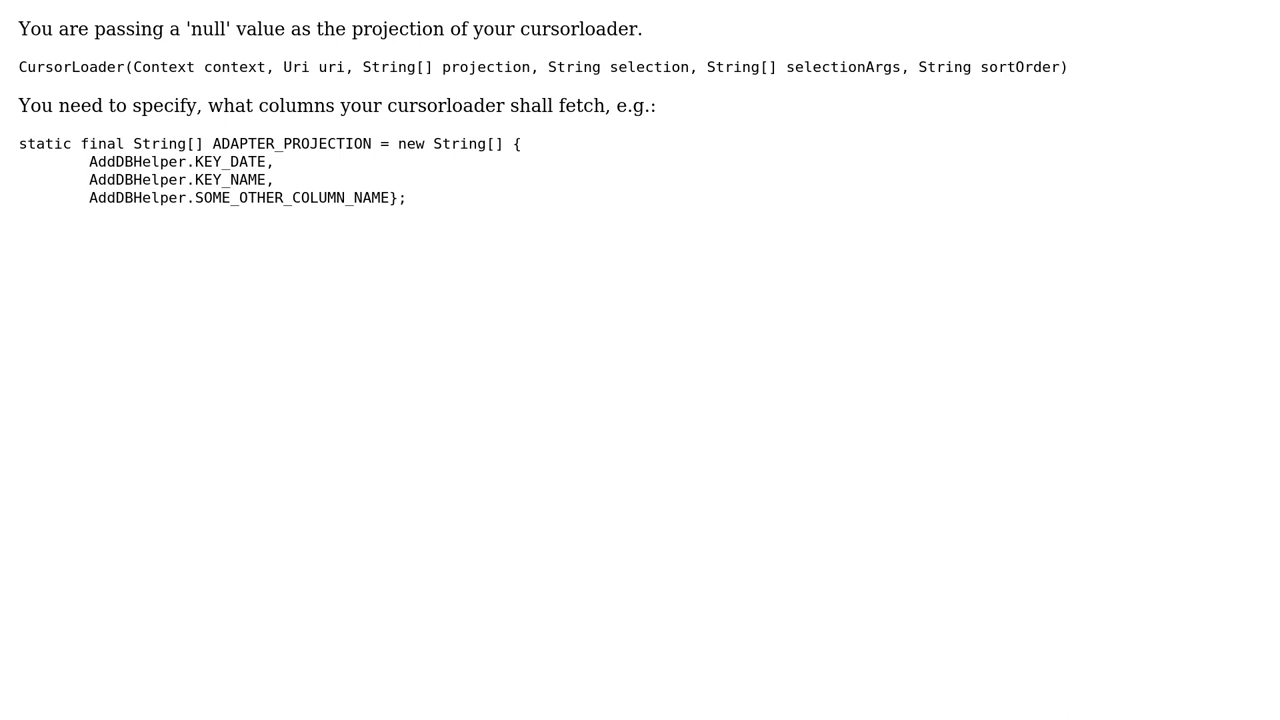 You are passing a 'null' value as the projection of your cursorloader.
CursorLoader(Context context, Uri uri, String[] projection, String selection, String[] selectionArgs, String sortOrder)
You need to specify, what columns your cursorloader shall fetch, e.g.:
static final String[] ADAPTER_PROJECTION = new String[] {
        AddDBHelper.KEY_DATE,
        AddDBHelper.KEY_NAME,
        AddDBHelper.SOME_OTHER_COLUMN_NAME};